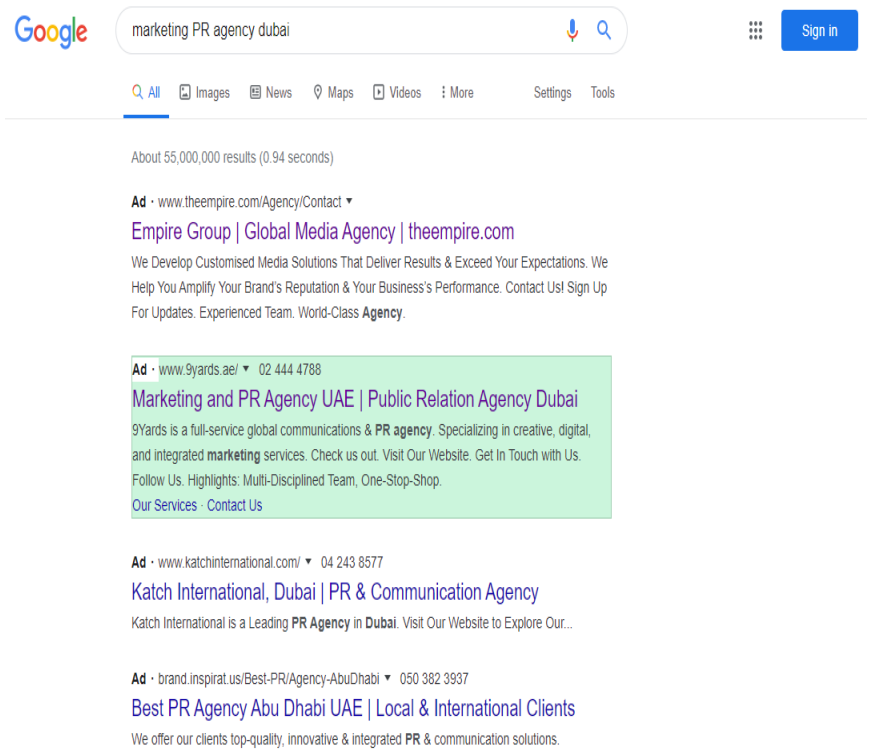 Google
marketing PR agency dubai
Sign in
All Images News Maps Videos More Settings Tools
About 55,000,000 results (0.94 seconds)
Ad · www.theempire.com/Agency/Contact ▼
Empire Group | Global Media Agency | theempire.com
We Develop Customised Media Solutions That Deliver Results & Exceed Your Expectations. We
Help You Amplify Your Brand's Reputation & Your Business's Performance. Contact Us! Sign Up
For Updates. Experienced Team. World-Class Agency.
Ad · www.9yards.ae/ ▼ 02 444 4788
Marketing and PR Agency UAE | Public Relation Agency Dubai
9Yards is a full-service global communications & PR agency. Specializing in creative, digital,
and integrated marketing services. Check us out. Visit Our Website. Get In Touch with Us.
Follow Us. Highlights: Multi-Disciplined Team, One-Stop-Shop.
Our Services · Contact Us
Ad · www.katchinternational.com/ ▼ 04 243 8577
Katch International, Dubai | PR & Communication Agency
Katch International is a Leading PR Agency in Dubai. Visit Our Website to Explore Our...
Ad · brand.inspirat.us/Best-PR/Agency-AbuDhabi ▼ 050 382 3937
Best PR Agency Abu Dhabi UAE | Local & International Clients
We offer our clients top-quality, innovative & integrated PR & communication solutions.